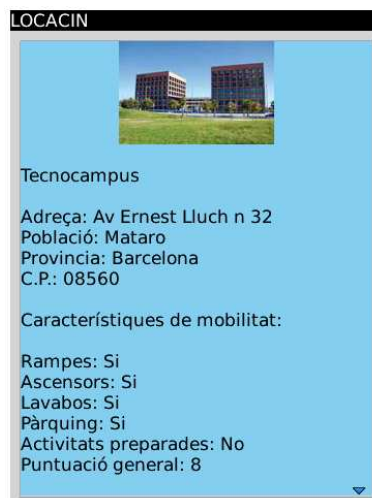 LOCACIN
Tecnocampus
Adreça: Av Ernest Lluch n 32
Població: Mataro
Provincia: Barcelona
C.P.: 08560
Característiques de mobilitat:
Rampes: Si
Ascensors: Si
Lavabos: Si
Pàrquing: Si
Activitats preparades: No
Puntuació general: 8